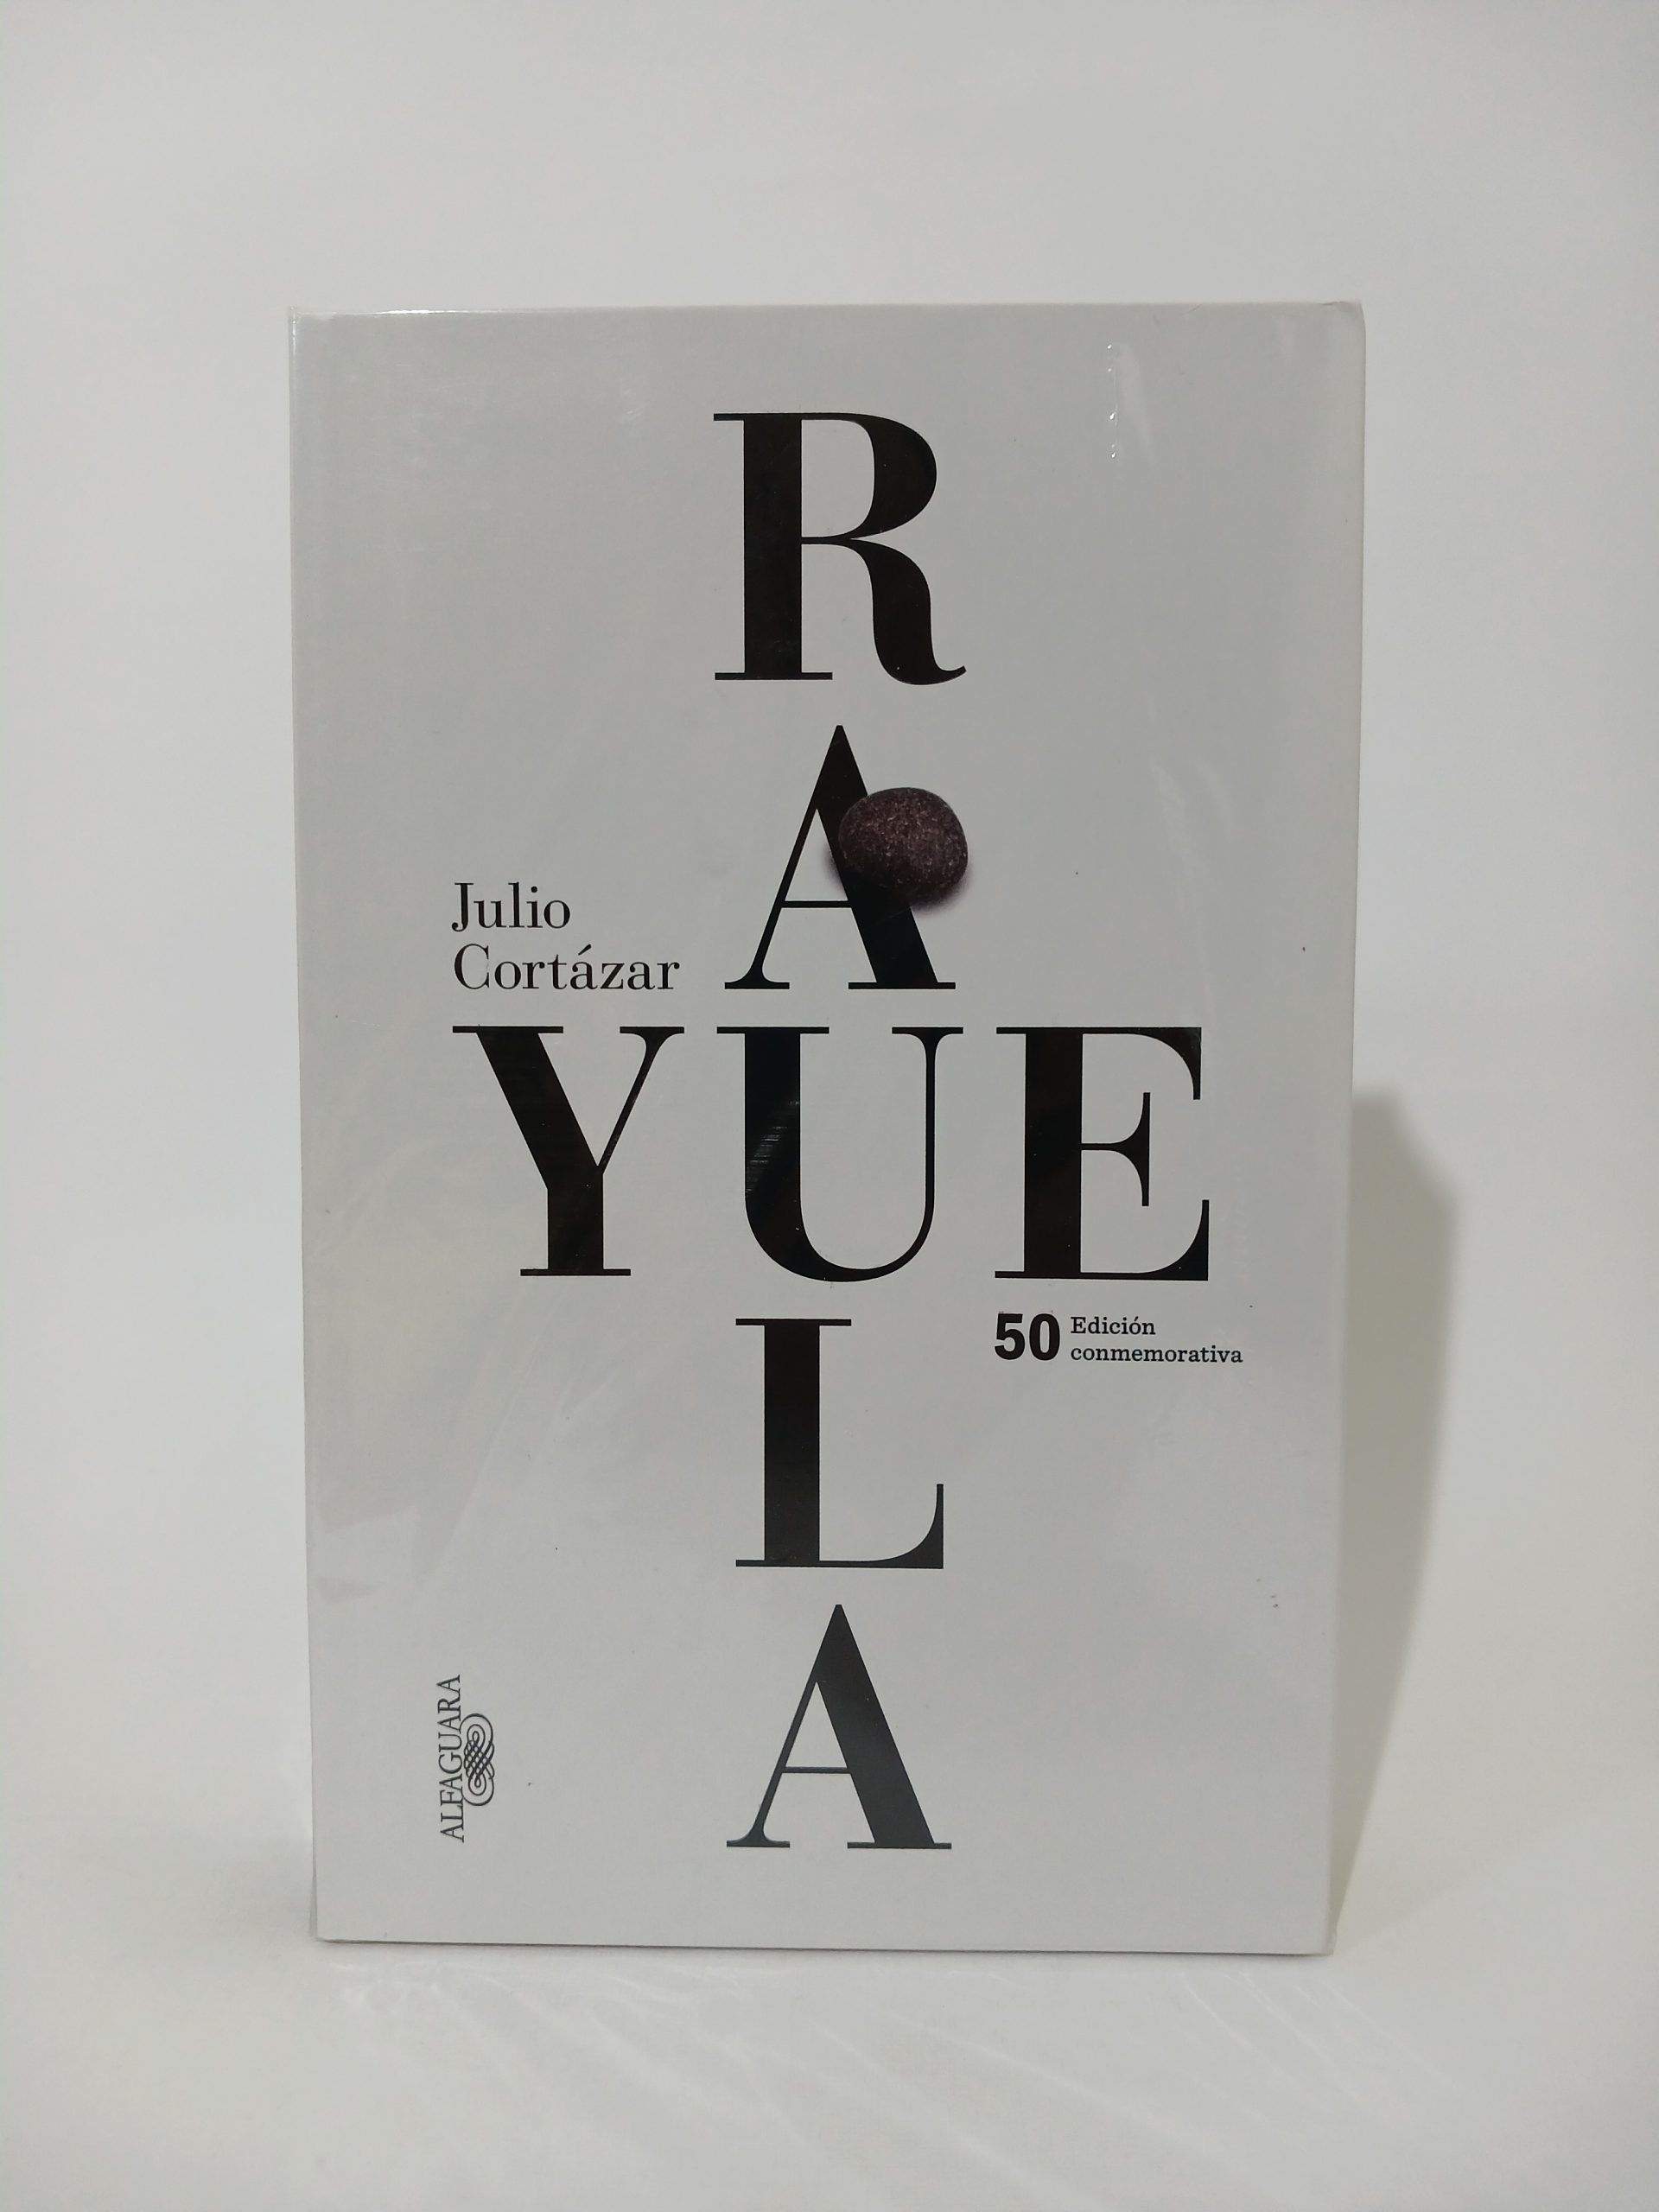 R
A
Julio
Cortázar
YUE
50 Edición
conmemorativa
L
A
ALFAGUARA